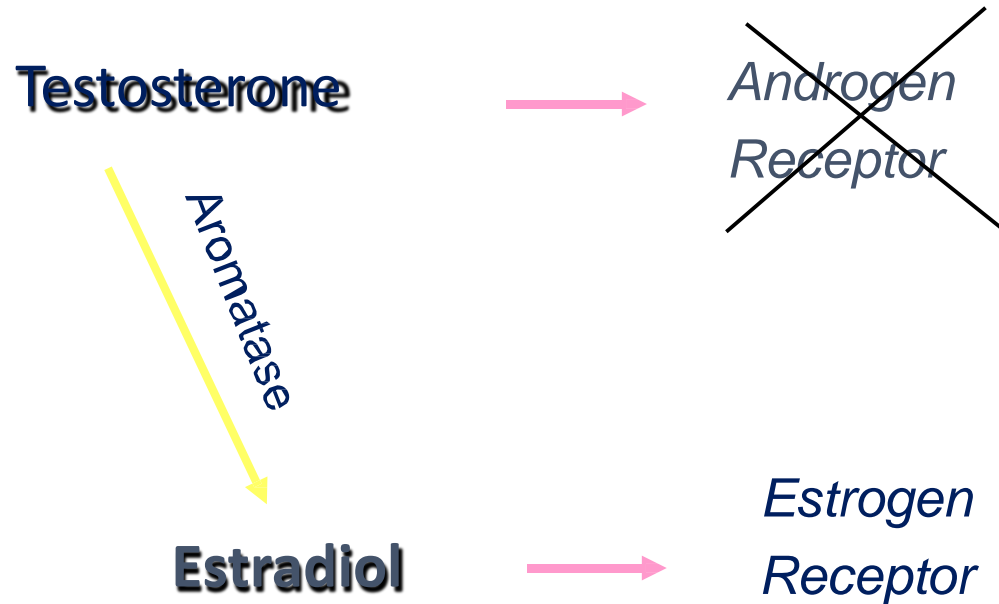 Testosterone
Androgen
Receptor
Aromatase
Estradiol
Estrogen
Receptor